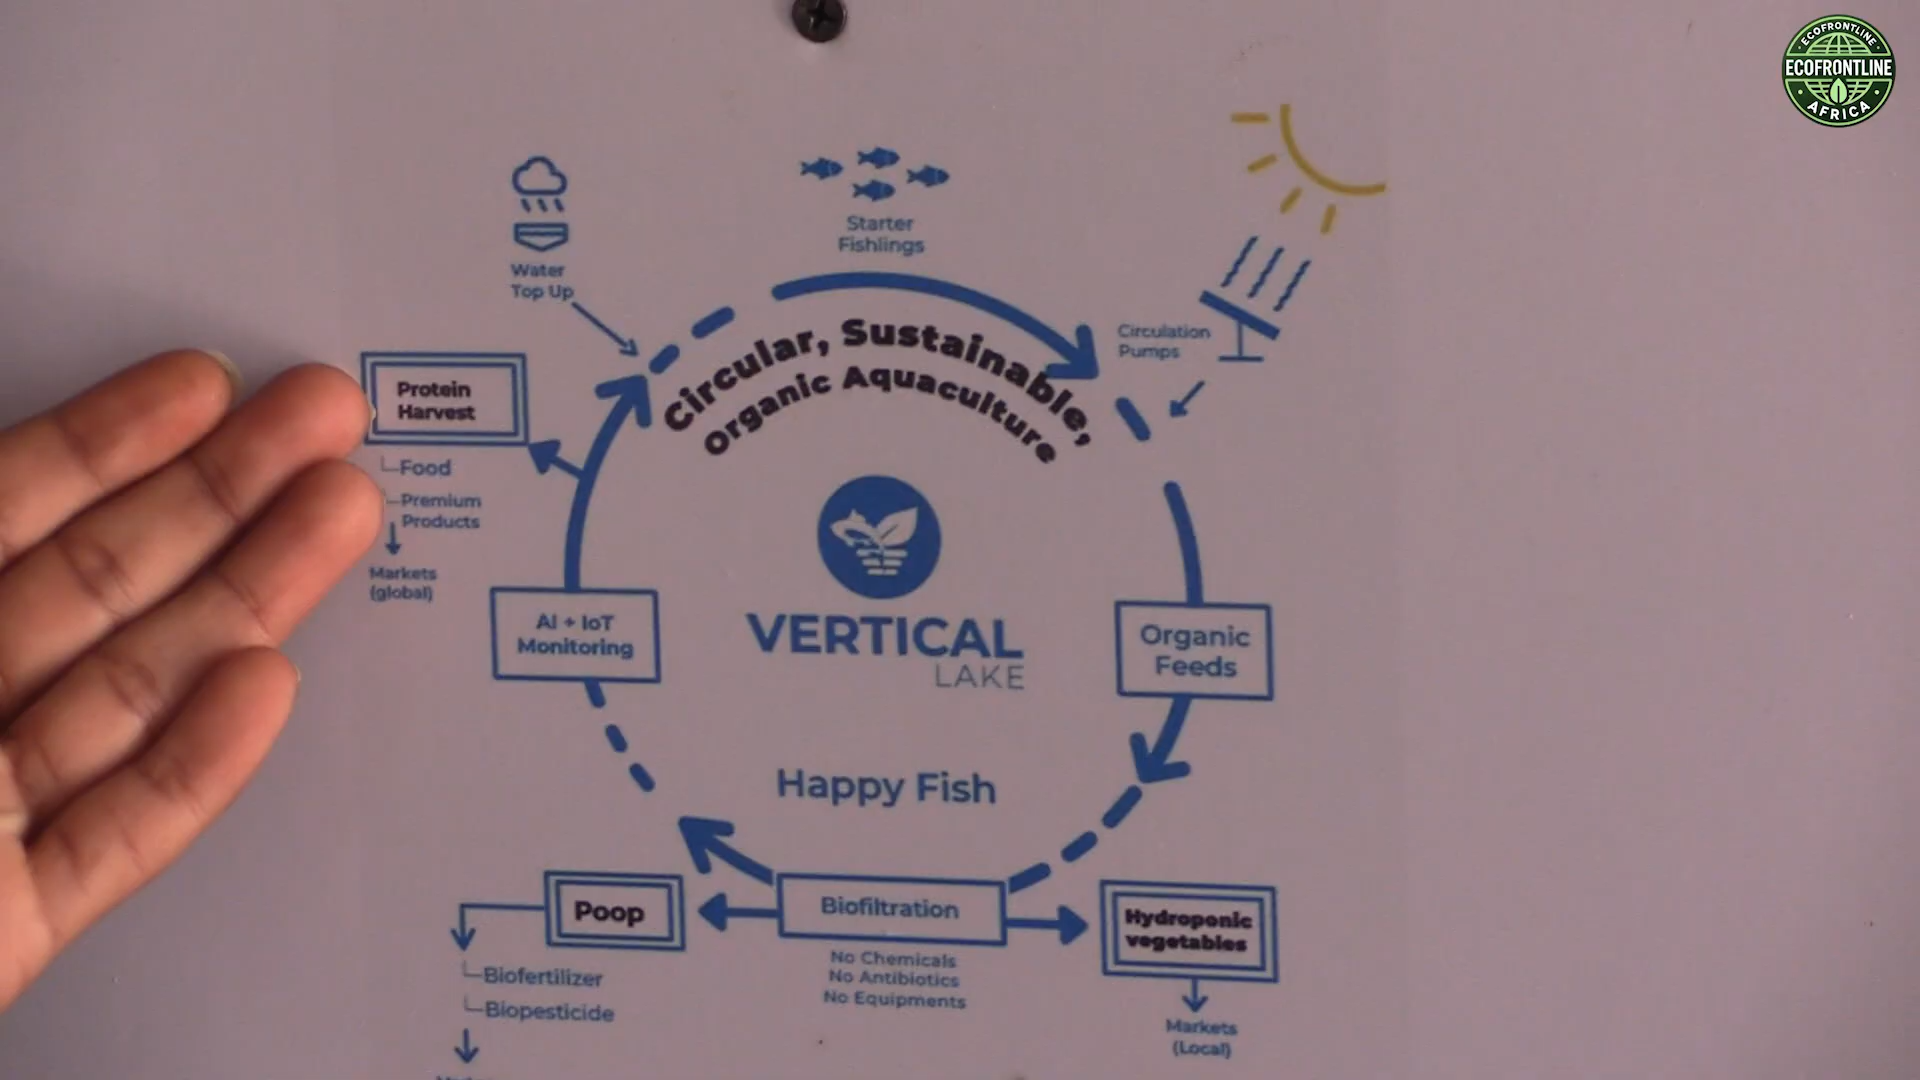 ECOFRONTLINE
ECOFRONTLINE
AFRICA
Starter
Fishlings
Water
Top Up
Circulation
Pumps
Circular, Sustainable,
Organic Aquaculture
Protein
Harvest
Food
Premium
Products
Markets
(global)
AI + IoT
Monitoring
VERTICAL
LAKE
Organic
Feeds
Happy Fish
Poop
Biofiltration
Hydroponic
vegetables
No Chemicals
No Antibiotics
No Equipments
Biofertilizer
Biopesticide
Markets
(Local)